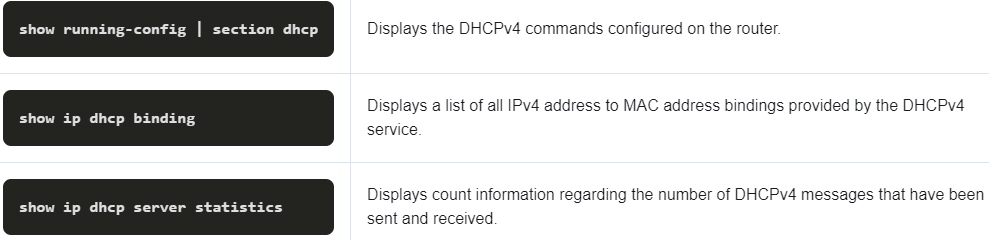 show running-config | section dhcp
Displays the DHCPv4 commands configured on the router.
show ip dhcp binding
Displays a list of all IPv4 address to MAC address bindings provided by the DHCPv4
service.
show ip dhcp server statistics
Displays count information regarding the number of DHCPv4 messages that have been
sent and received.